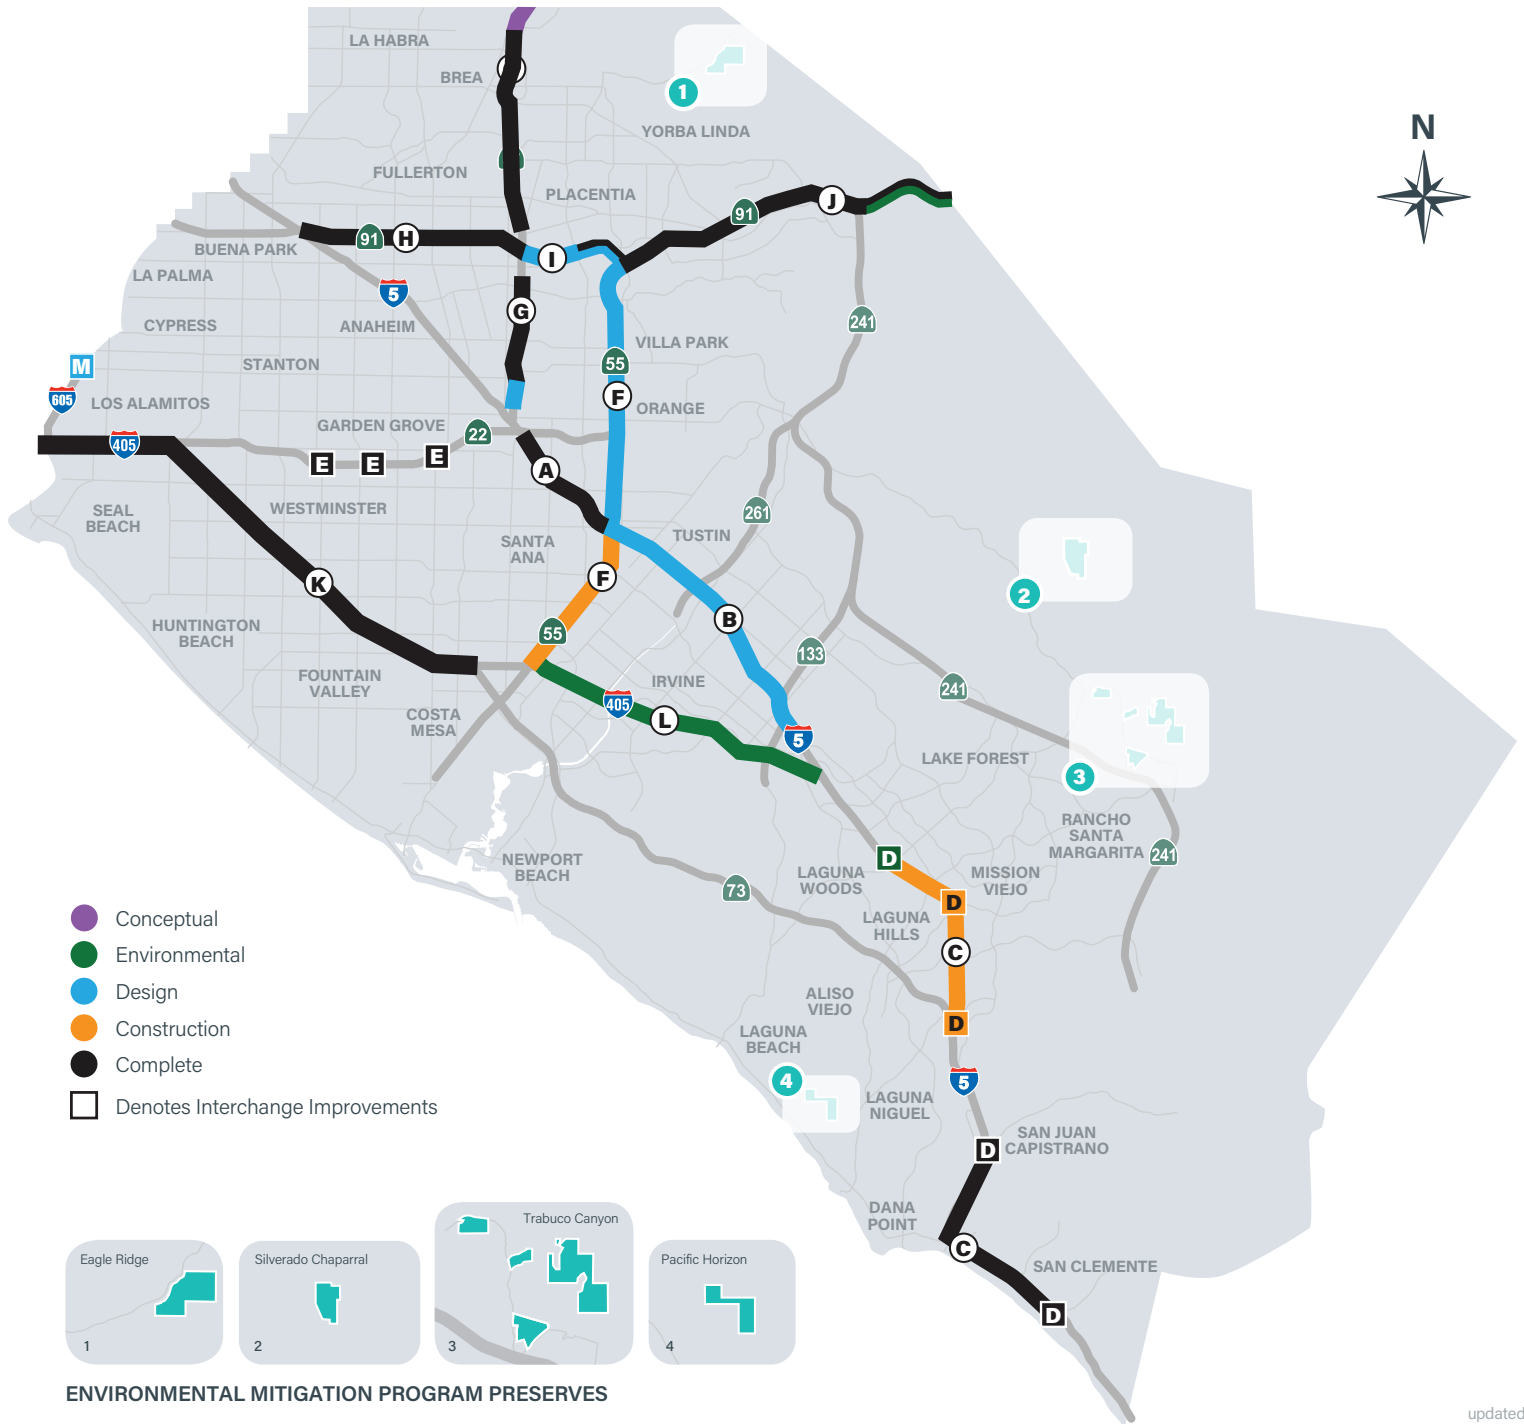 LA HABRA
BREA
1
YORBA LINDA
N
FULLERTON
PLACENTIA
J
91
91
H
BUENA PARK
I
LA PALMA
5
G
CYPRESS
ANAHEIM
241
VILLA PARK
M
STANTON
55
605
LOS ALAMITOS
F
ORANGE
GARDEN GROVE
22
405
E
E
E
A
SEAL
BEACH
WESTMINSTER
261
SANTA
ANA
TUSTIN
K
F
2
B
HUNTINGTON
BEACH
55
133
FOUNTAIN
VALLEY
IRVINE
241
405
L
COSTA
MESA
5
LAKE FOREST
3
RANCHO
SANTA
MARGARITA
241
D
NEWPORT
BEACH
LAGUNA
WOODS
MISSION
VIEJO
73
D
LAGUNA
HILLS
C
ALISO
VIEJO
D
LAGUNA
BEACH
4
5
LAGUNA
NIGUEL
SAN JUAN
CAPISTRANO
D
DANA
POINT
C
SAN CLEMENTE
D
Conceptual
Environmental
Design
Construction
Complete
Denotes Interchange Improvements
Eagle Ridge
1
Silverado Chaparral
2
Trabuco Canyon
3
Pacific Horizon
4
ENVIRONMENTAL MITIGATION PROGRAM PRESERVES
updated